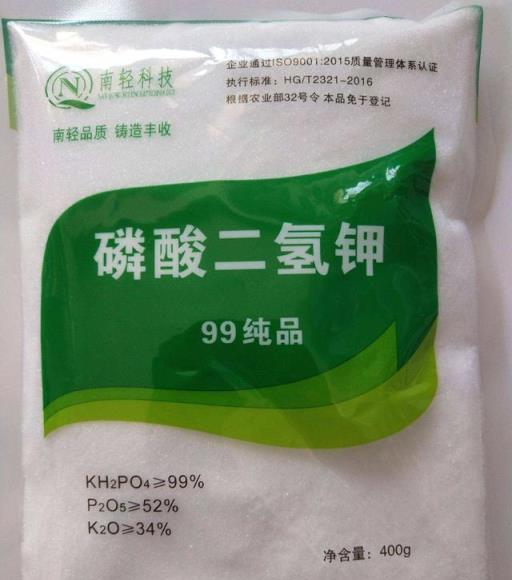 企业通过ISO9001:2015质量管理体系认证
南轻科技
执行标准：HG/T2321-2016
根据农业部32号令 本品免于登记
南轻品质 铸造丰收
磷酸二氢钾
99纯品
KH₂PO₄≥99%
P₂O₅≥52%
K₂O≥34%
净含量：400g